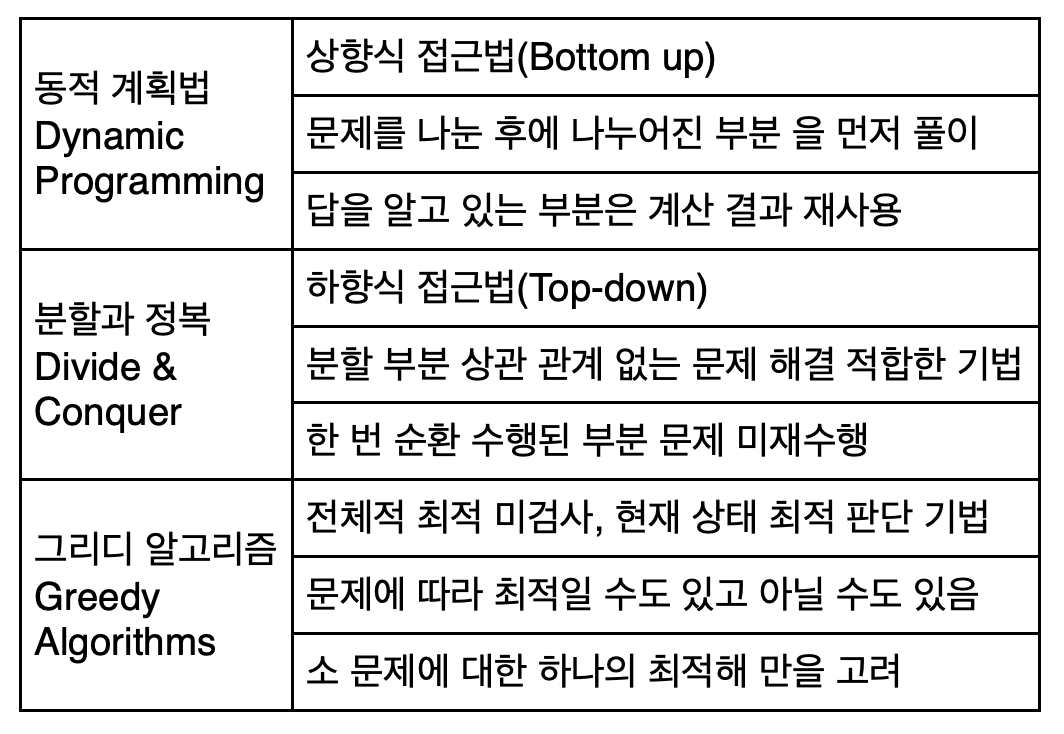 동적 계획법
Dynamic
Programming
상향식 접근법(Bottom up)
문제를 나눈 후에 나누어진 부분 을 먼저 풀이
답을 알고 있는 부분은 계산 결과 재사용
분할과 정복
Divide &
Conquer
하향식 접근법(Top-down)
분할 부분 상관 관계 없는 문제 해결 적합한 기법
한 번 순환 수행된 부분 문제 미재수행
그리디 알고리즘
Greedy
Algorithms
전체적 최적 미검사, 현재 상태 최적 판단 기법
문제에 따라 최적일 수도 있고 아닐 수도 있음
소 문제에 대한 하나의 최적해 만을 고려